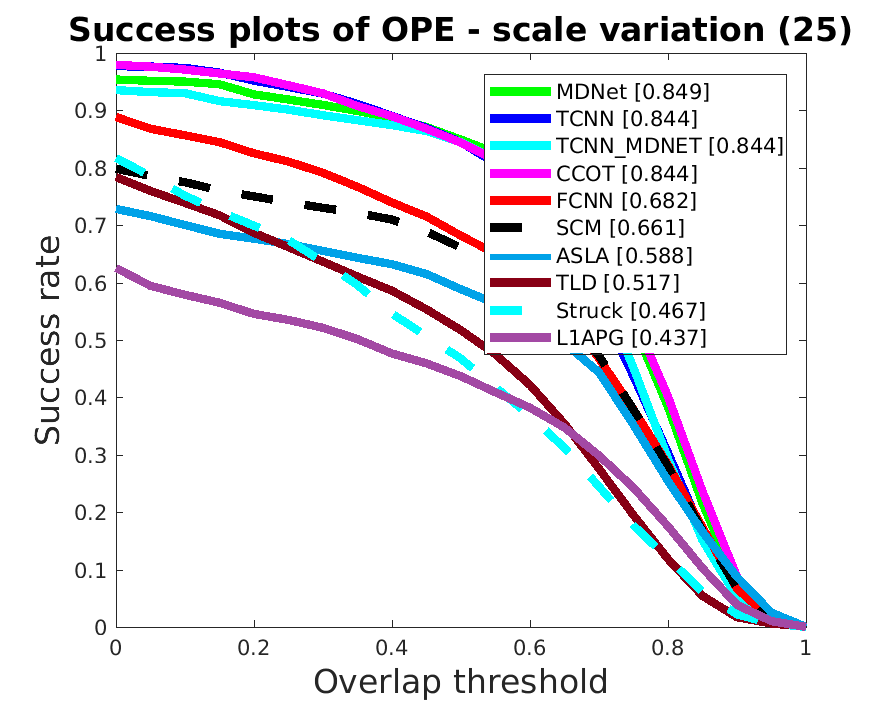 Success plots of OPE - scale variation (25)
1
0.9
0.8
0.7
0.6
0.5
0.4
0.3
0.2
0.1
0
Success rate
MDNet [0.849]
TCNN [0.844]
TCNN_MDNET [0.844]
CCOT [0.844]
FCNN [0.682]
SCM [0.661]
ASLA [0.588]
TLD [0.517]
Struck [0.467]
L1APG [0.437]
0 0.2 0.4 0.6 0.8 1
Overlap threshold